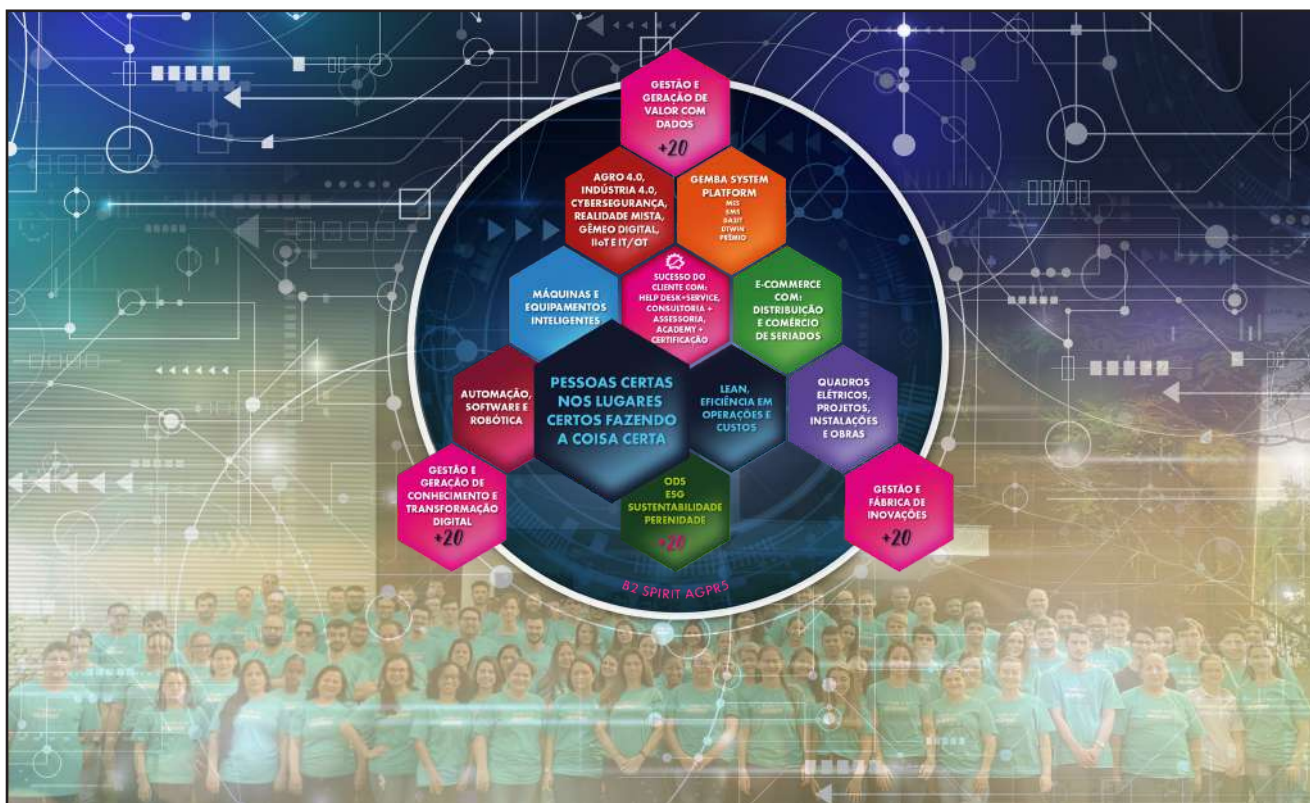 GESTÃO E
GERAÇÃO DE
VALOR COM
DADOS
+20
AGRO 4.0,
INDÚSTRIA 4.0,
CYBERSEGURANÇA,
REALIDADE MISTA,
GÊMEO DIGITAL,
IIoT E IT/OT
GEMBA SYSTEM
PLATFORM
MES
EMS
DTWIN
PRÊMIO
MÁQUINAS E
EQUIPAMENTOS
INTELIGENTES
SUCESSO DO
CLIENTE COM:
HELP DESK+SERVICE,
CONSULTORIA +
ASSESSORIA,
ACADEMY +
CERTIFICAÇÃO
E-COMMERCE
COM:
DISTRIBUIÇÃO
E COMÉRCIO
DE SERIADOS
AUTOMAÇÃO,
SOFTWARE E
ROBÓTICA
PESSOAS CERTAS
NOS LUGARES
CERTOS FAZENDO
A COISA CERTA
LEAN,
EFICIÊNCIA EM
OPERAÇÕES E
CUSTOS
QUADROS
ELÉTRICOS,
PROJETOS,
INSTALAÇÕES
E OBRAS
GESTÃO E
GERAÇÃO DE
CONHECIMENTO E
TRANSFORMAÇÃO
DIGITAL
+20
ODS
ESG
SUSTENTABILIDADE
PERENIDADE
+20
GESTÃO E
FÁBRICA DE
INOVAÇÕES
+20
B2 SPIRIT AGPR5